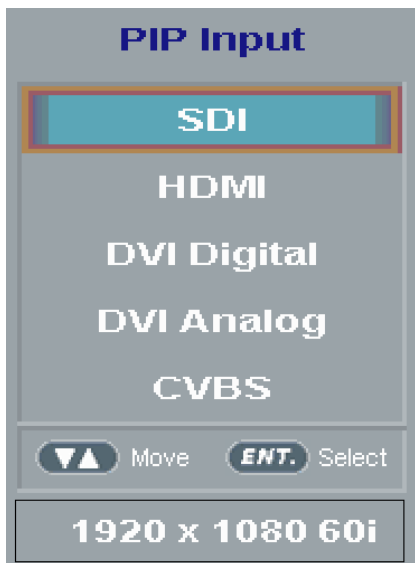 PIP Input
SDI
HDMI
DVI Digital
DVI Analog
CVBS
▼▲ Move ENT. Select
1920 x 1080 60i